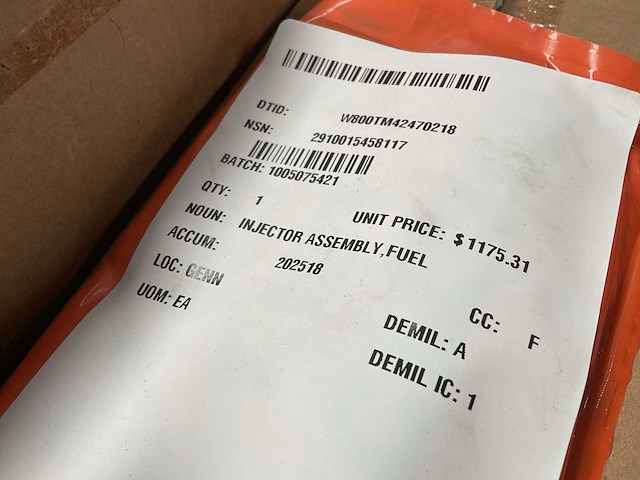 DTID: W800TM42470218
NSN: 2910015458117
BATCH: 1005075421
QTY: 1 UNIT PRICE: $1175.31
NOUN: INJECTOR ASSEMBLY,FUEL
ACCUM: 202518
LOC: GENN CC: F
UOM: EA DEMIL: A
DEMIL IC: 1